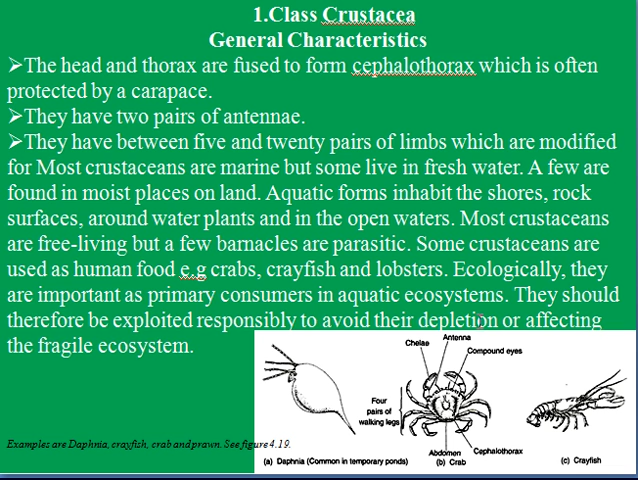 1.Class Crustacea
General Characteristics
➢The head and thorax are fused to form cephalothorax which is often
protected by a carapace.
➢They have two pairs of antennae.
➢They have between five and twenty pairs of limbs which are modified
for Most crustaceans are marine but some live in fresh water. A few are
found in moist places on land. Aquatic forms inhabit the shores, rock
surfaces, around water plants and in the open waters. Most crustaceans
are free-living but a few barnacles are parasitic. Some crustaceans are
used as human food e.g crabs, crayfish and lobsters. Ecologically, they
are important as primary consumers in aquatic ecosystems. They should
therefore be exploited responsibly to avoid their depletion or affecting
the fragile ecosystem.
Antenna
Chelae
Compound eyes
Four
pairs of
walking legs
Examples are Daphnia, crayfish, crab and prawn. See figure 4.19.
Abdomen
Cephalothorax
(a) Daphnia (Common in temporary ponds)
(b) Crab
(c) Crayfish